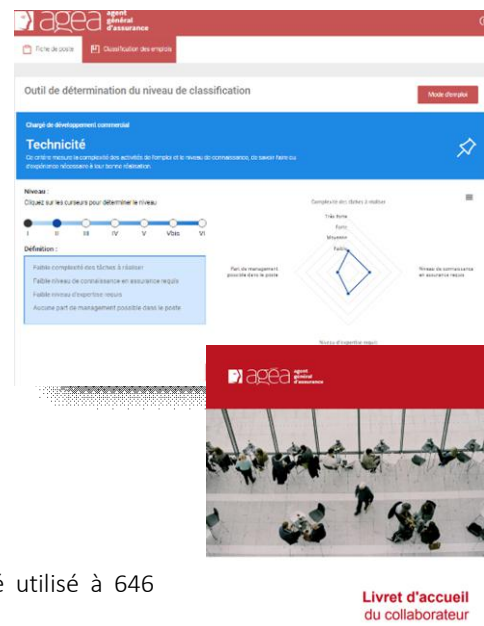 agea agent général d'assurance
Fiche de poste
Classification des emplois
Outil de détermination du niveau de classification
Mode d'emploi
Chargé de développement commercial
Technicité
Ce critère mesure la complexité des activités de l'emploi et le niveau de connaissance, de savoir faire ou
d'expérience nécessaire à leur bonne réalisation.
Niveau :
Cliquez sur les curseurs pour déterminer le niveau
I II III IV V Vbis VI
Définition :
Faible complexité des tâches à réaliser
Faible niveau de connaissance en assurance requis
Faible niveau d'expertise requis
Aucune part de management possible dans le poste
Complexité des tâches à réaliser
Très forte
Forte
Moyenne
Faible
Part de management
possible dans le poste
Niveau de connaissance
en assurance requis
Niveau d'expertise requis
agéa agent général d'assurance
é utilisé à 646
Livret d'accueil
du collaborateur